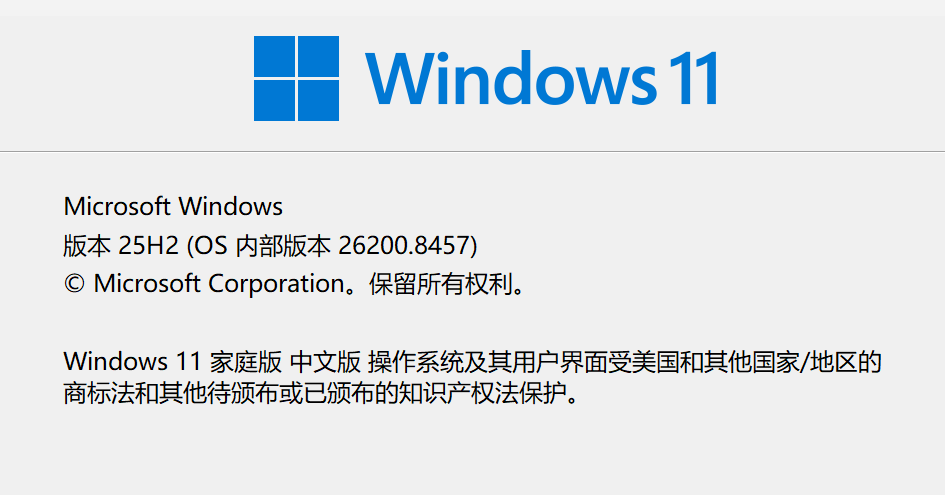 Windows 11
Microsoft Windows
版本 25H2 (OS 内部版本 26200.8457)
© Microsoft Corporation。保留所有权利。
Windows 11 家庭版 中文版 操作系统及其用户界面受美国和其他国家/地区的
商标法和其他待颁布或已颁布的知识产权法保护。